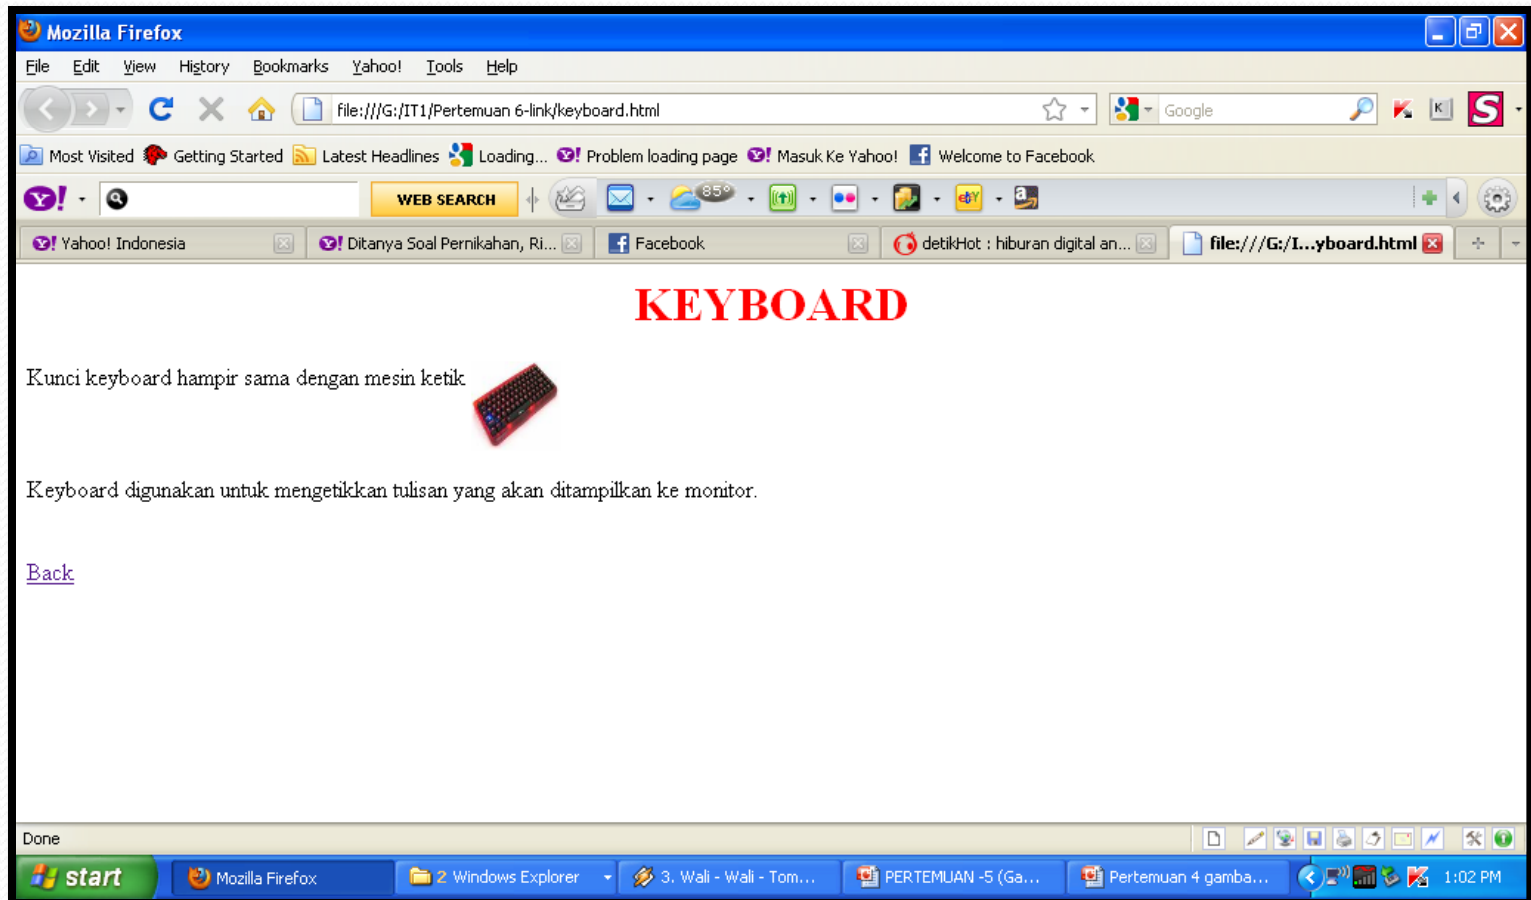 Mozilla Firefox
File Edit View History Bookmarks Yahoo! Tools Help
file:///G:/IT1/Pertemuan 6-link/keyboard.html Google K S
Most Visited Getting Started Latest Headlines Loading... Problem loading page Masuk Ke Yahoo! Welcome to Facebook
Y! WEB SEARCH 85° ebY a
Yahoo! Indonesia Ditanya Soal Pernikahan, Ri... Facebook detikHot : hiburan digital an... file:///G:/I...yboard.html
KEYBOARD
Kunci keyboard hampir sama dengan mesin ketik
Keyboard digunakan untuk mengetikkan tulisan yang akan ditampilkan ke monitor.
Back
Done
start Mozilla Firefox 2 Windows Explorer 3. Wali - Wali - Tom... PERTEMUAN -5 (Ga... Pertemuan 4 gamba... 1:02 PM